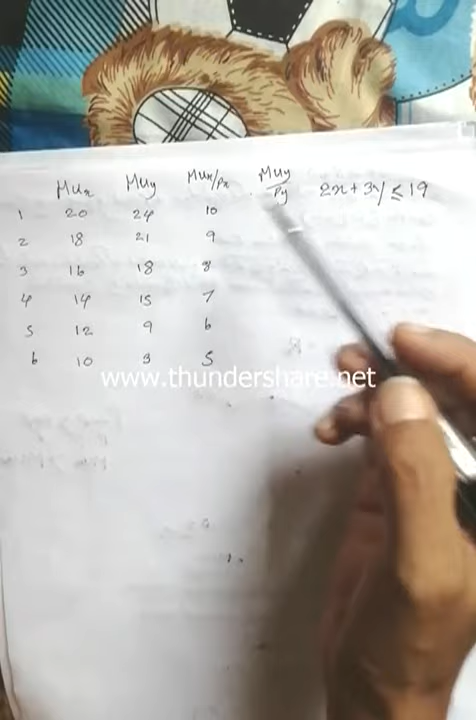 MUx MUy MUx/Px MUy/Py 2x+3y ≤ 19
1 20 24 10
2 18 21 9
3 16 18 8
4 14 15 7
5 12 9 6
6 10 3 5
www.thundershare.net